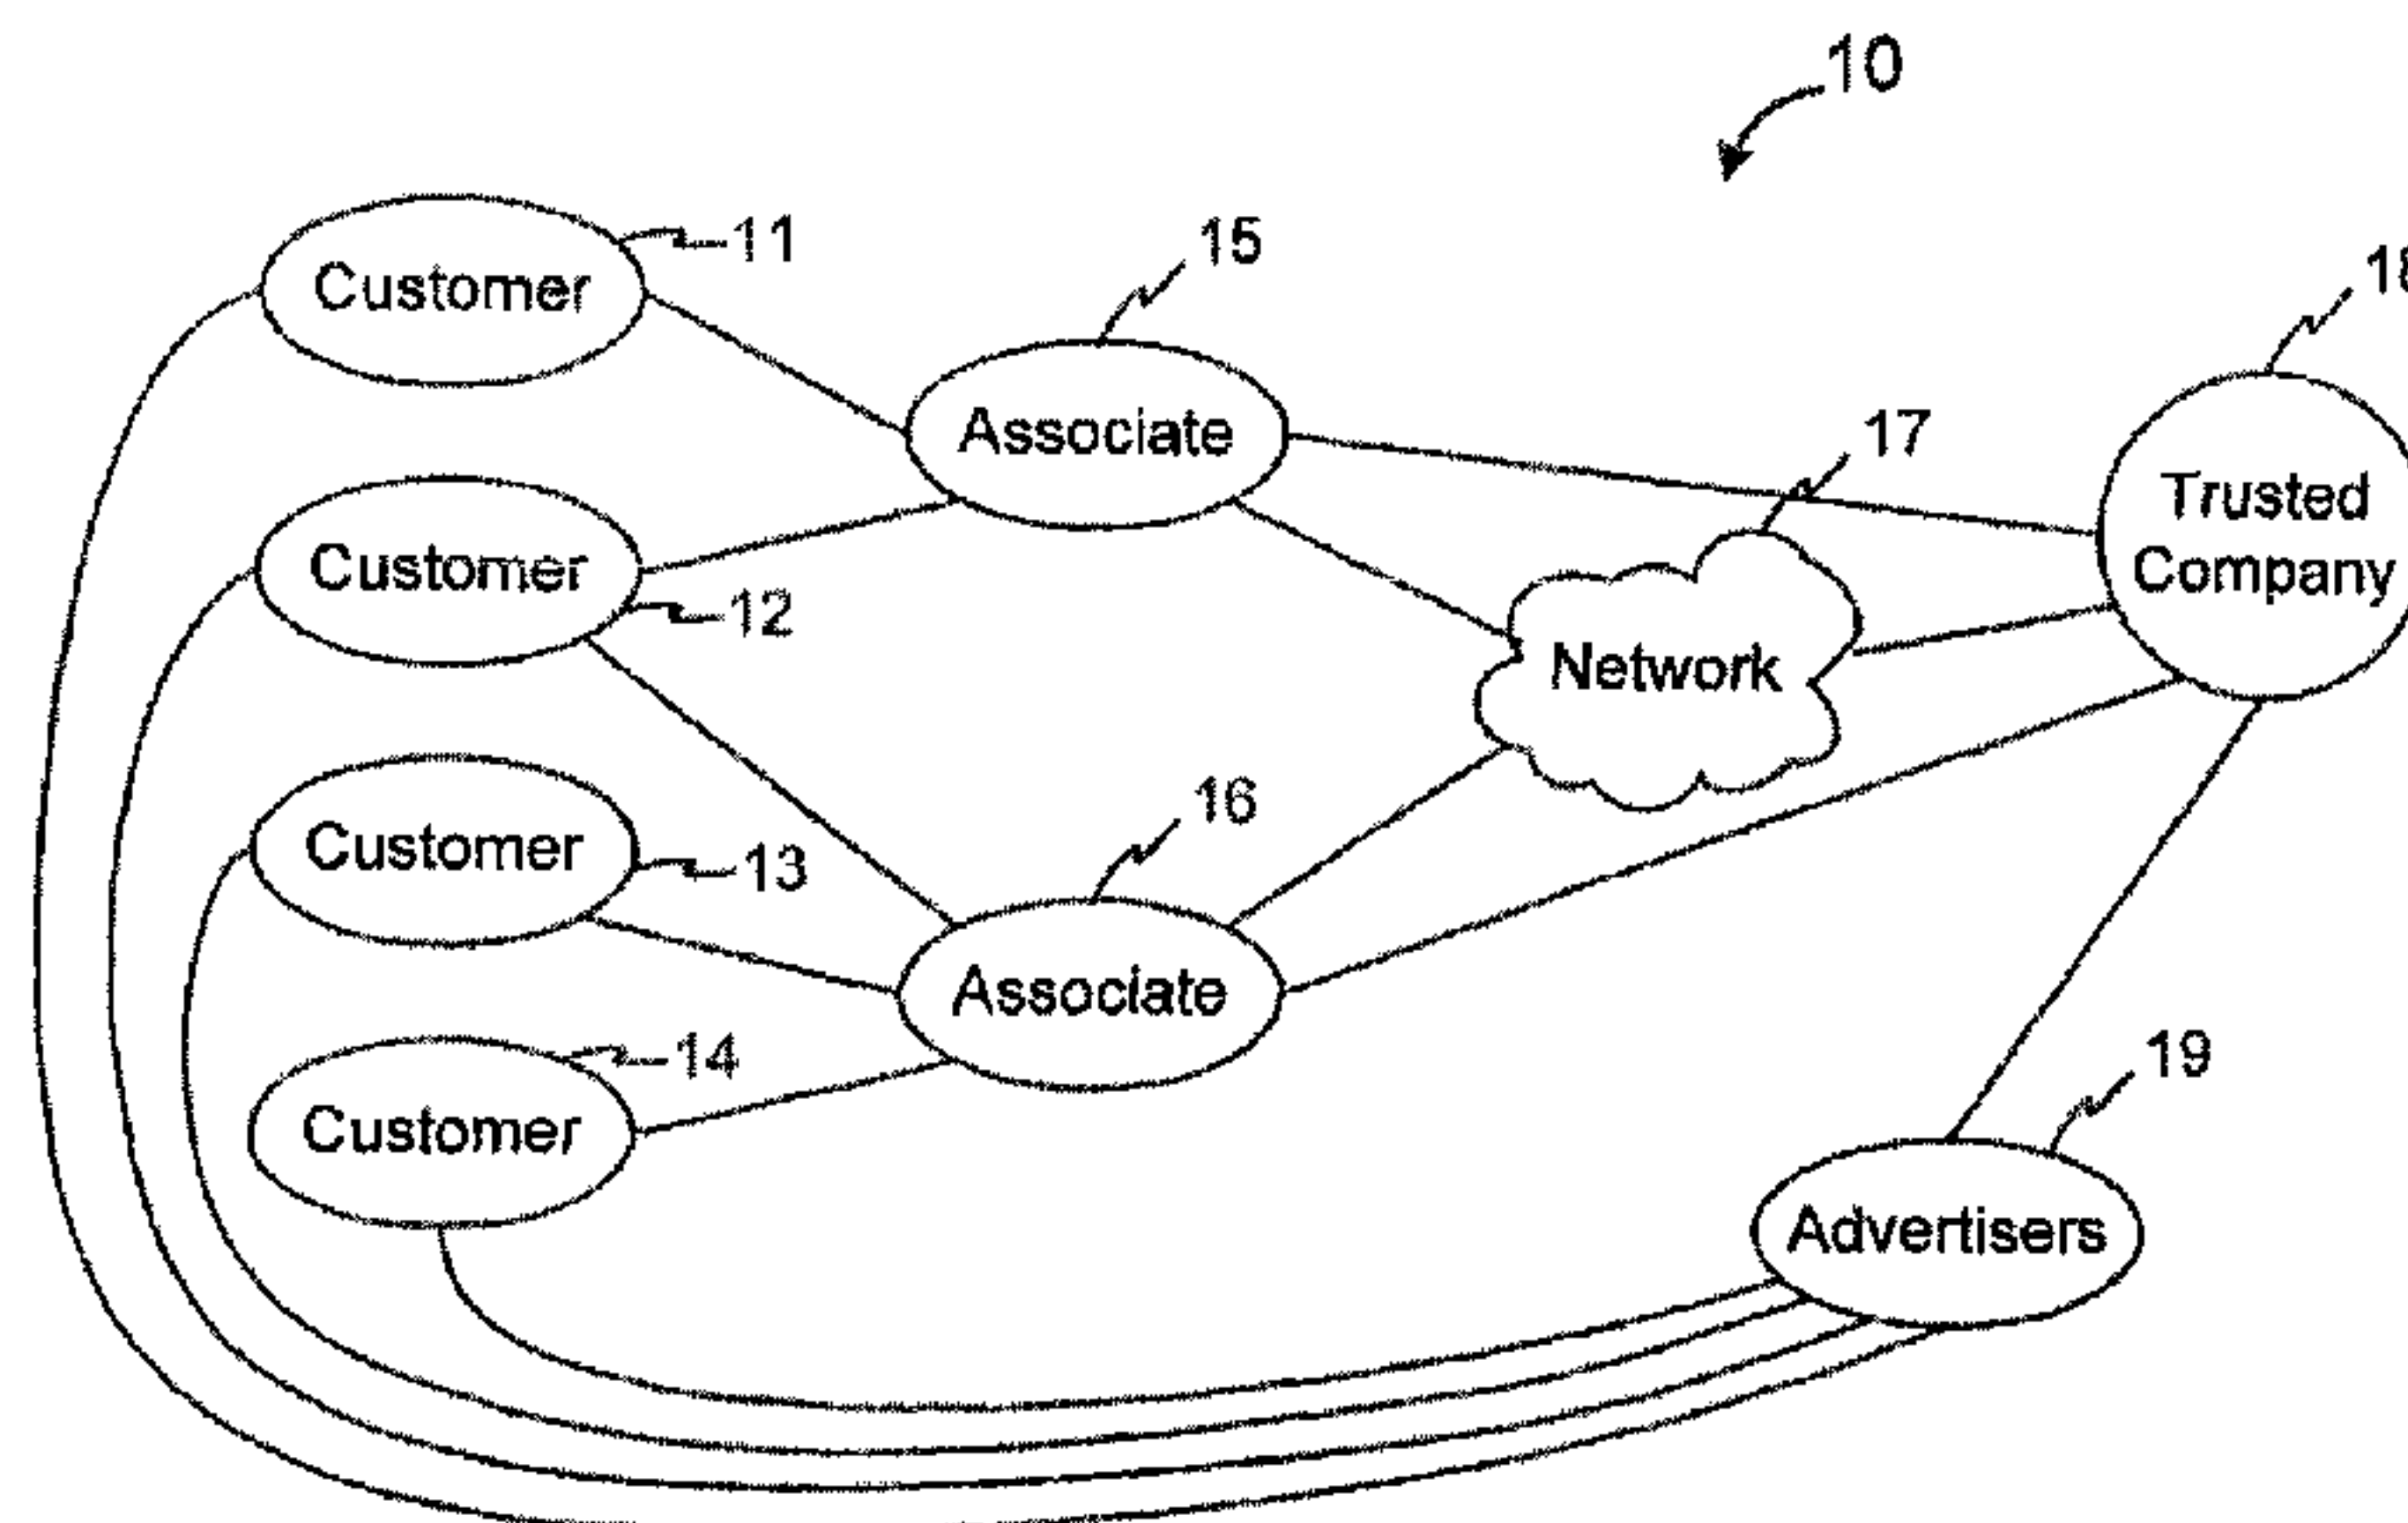 10
11
Customer
15
18
Associate
17
Trusted
Company
Customer
12
Network
16
Customer
13
Associate
14
Customer
19
Advertisers